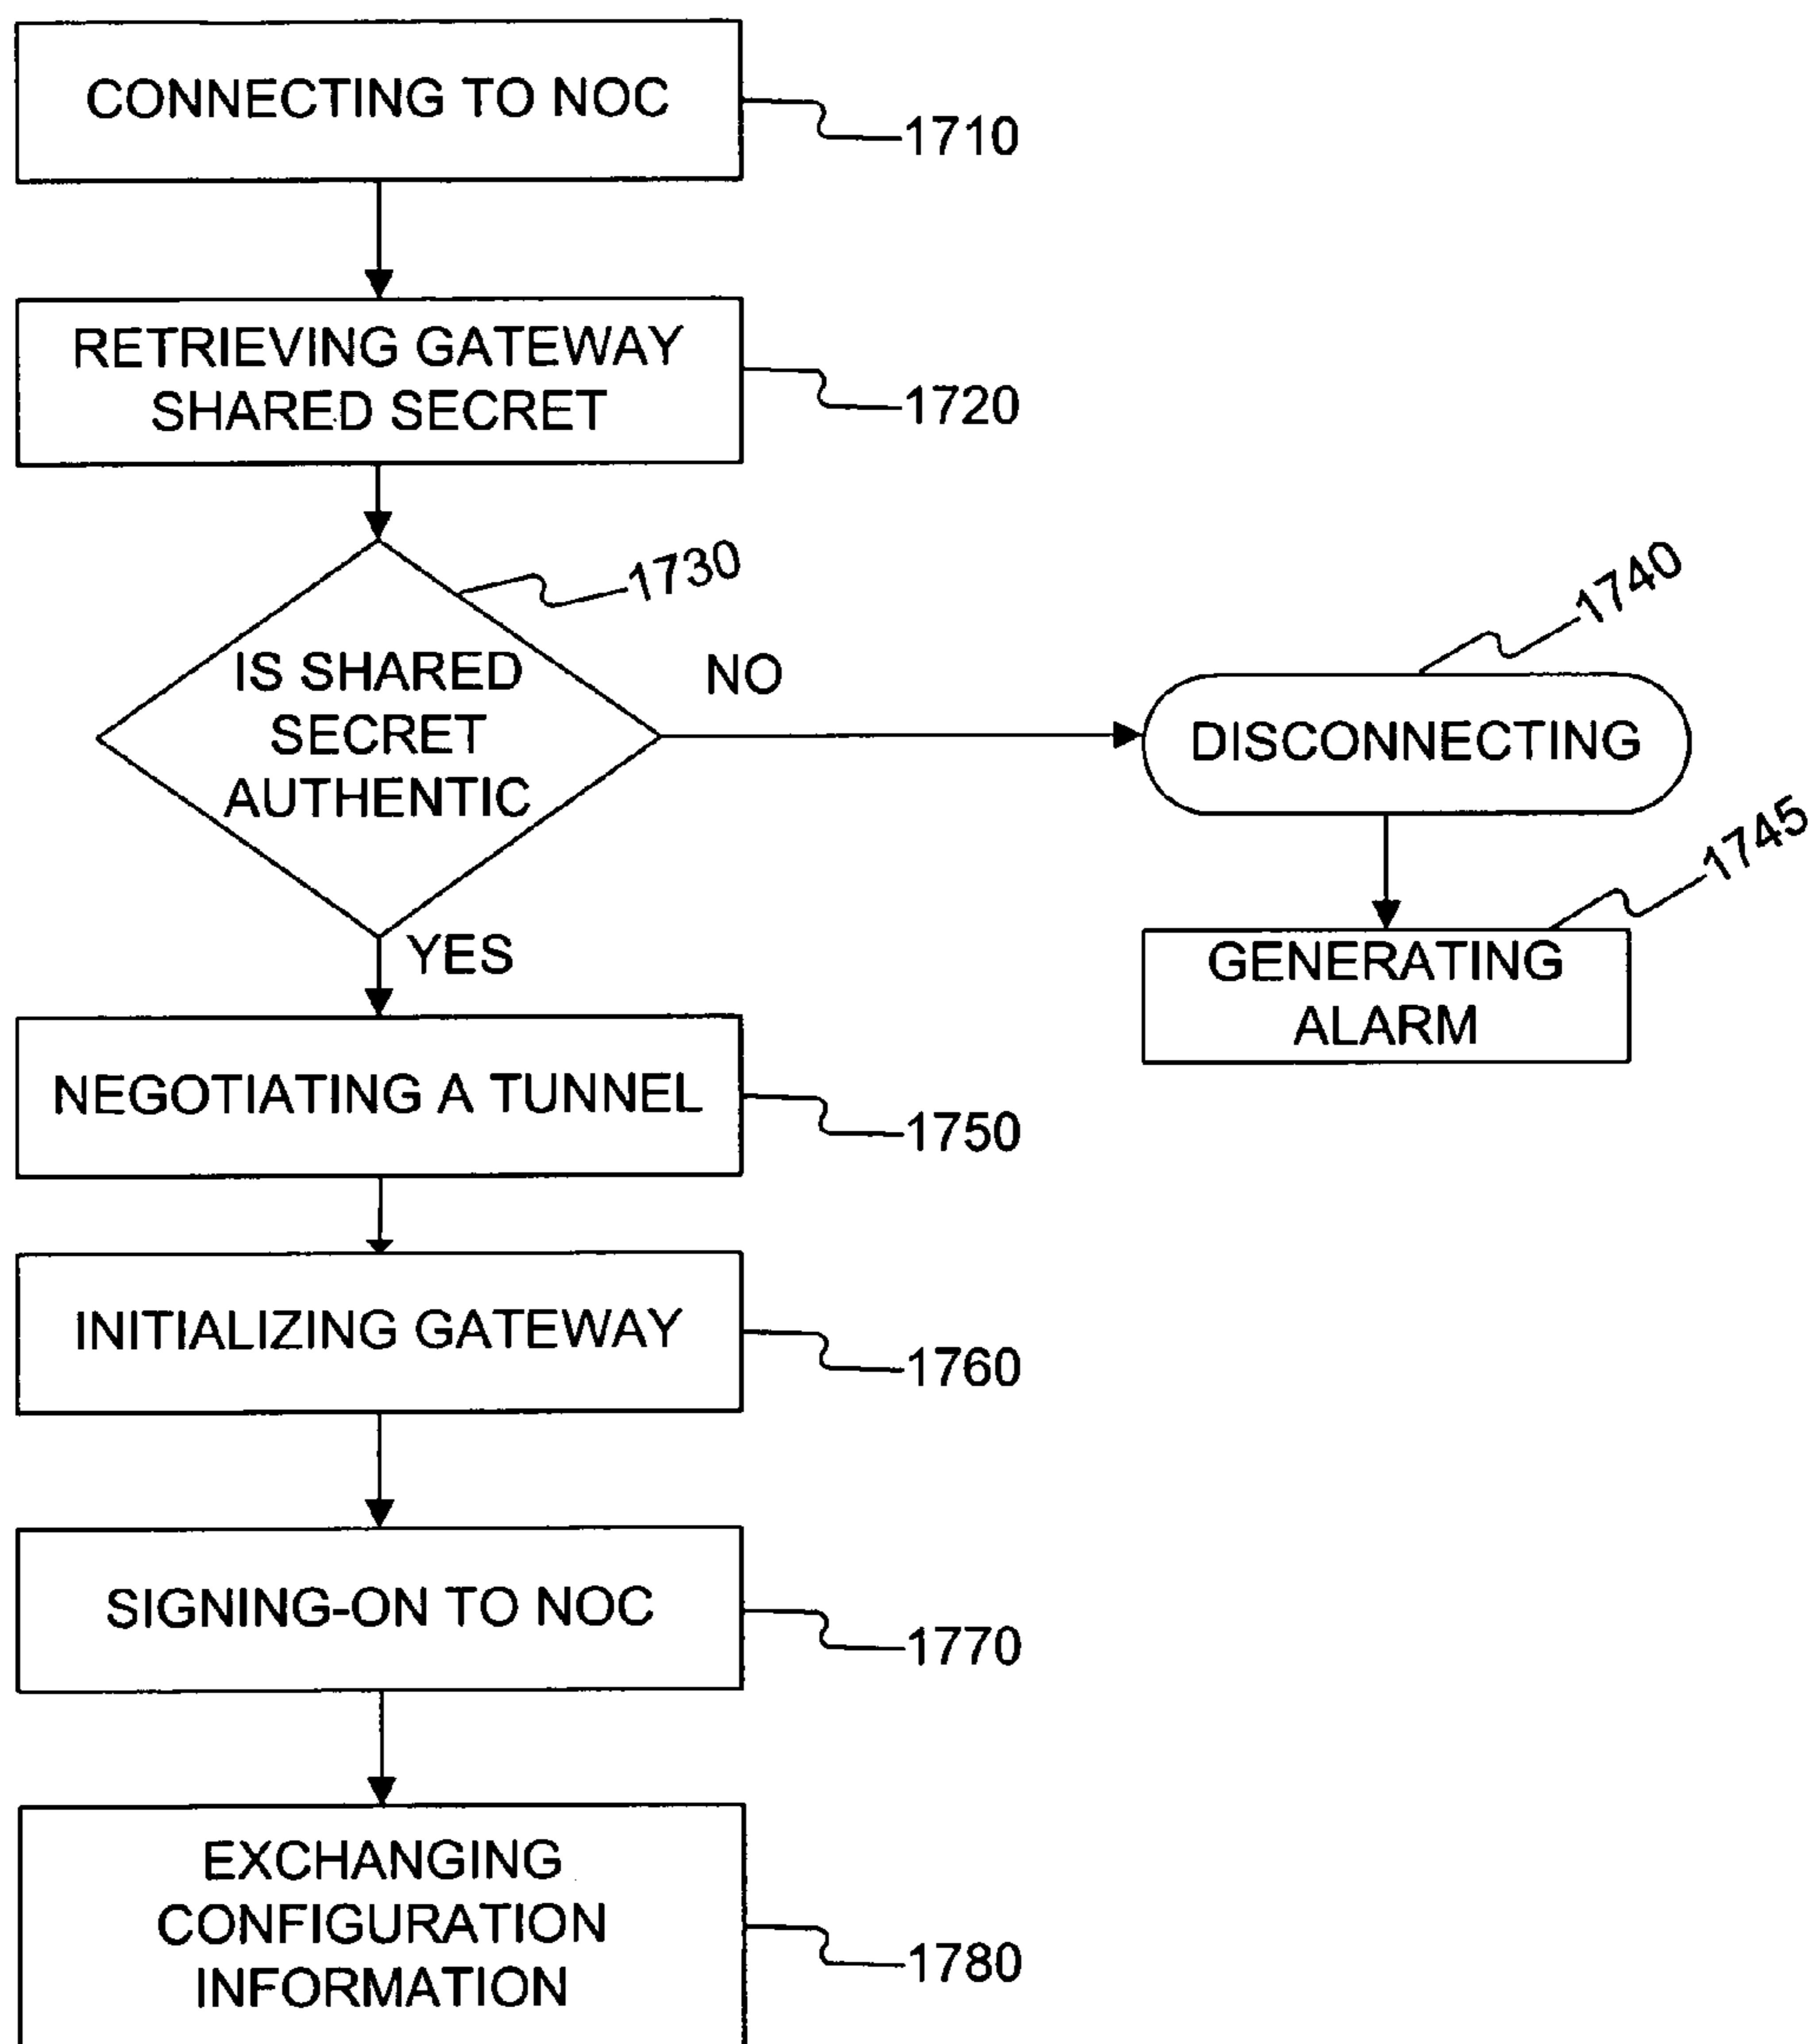 CONNECTING TO NOC
1710
RETRIEVING GATEWAY
SHARED SECRET
1720
1730
IS SHARED
SECRET
AUTHENTIC
NO
1740
DISCONNECTING
1745
GENERATING
ALARM
YES
NEGOTIATING A TUNNEL
1750
INITIALIZING GATEWAY
1760
SIGNING-ON TO NOC
1770
EXCHANGING
CONFIGURATION
INFORMATION
1780